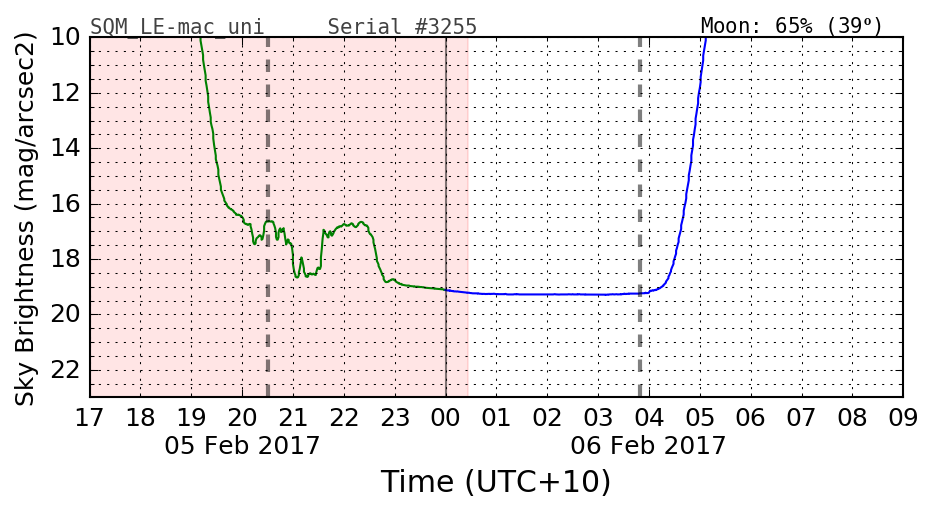 SQM_LE-mac_uni Serial #3255 Moon: 65% (39º)
Sky Brightness (mag/arcsec2)
10
12
14
16
18
20
22
17 18 19 20 21 22 23 00 01 02 03 04 05 06 07 08 09
05 Feb 2017 06 Feb 2017
Time (UTC+10)